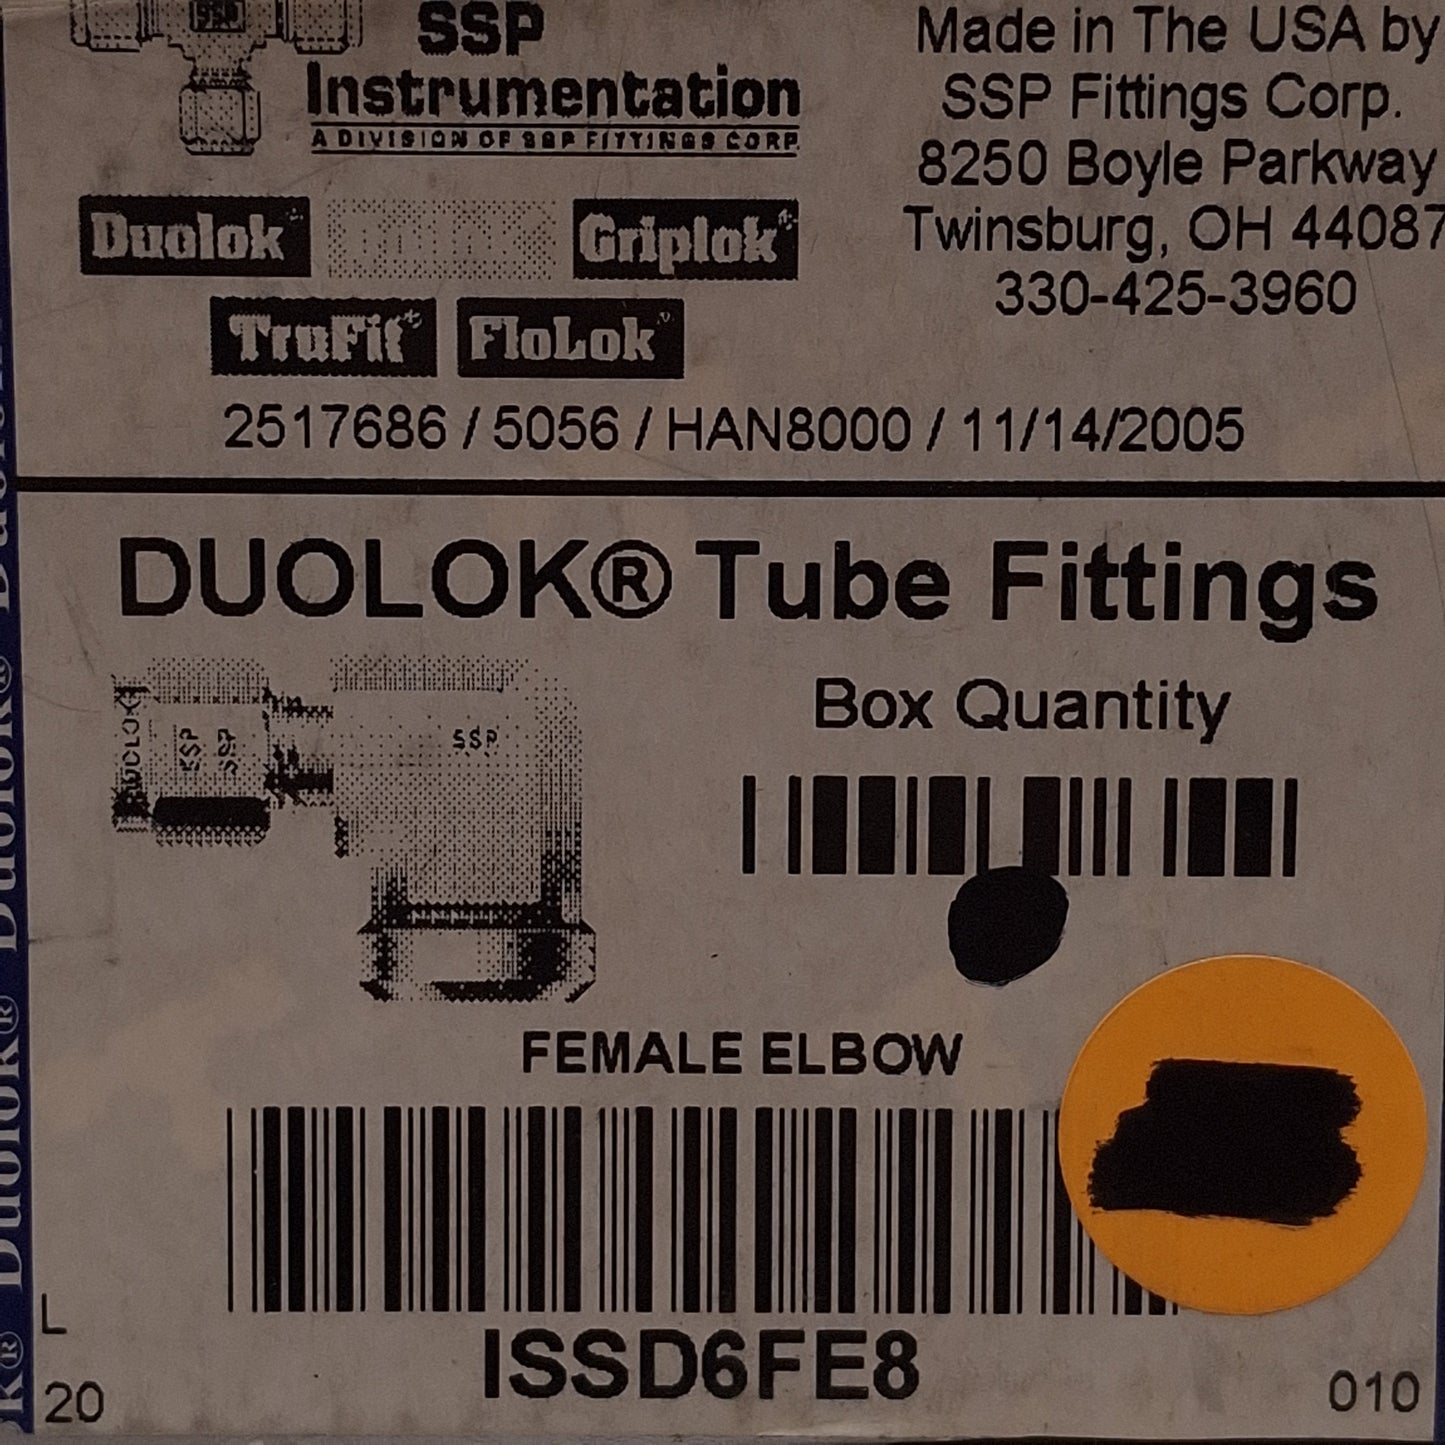 SSP
Instrumentation
A DIVISION OF SSP FITTINGS CORP.
Duolok
Griplok
TruFit
FloLok
Made in The USA by
SSP Fittings Corp.
8250 Boyle Parkway
Twinsburg, OH 44087
330-425-3960
2517686 / 5056 / HAN8000 / 11/14/2005
DUOLOK® Tube Fittings
SSP
SSP
SSP
Box Quantity
FEMALE ELBOW
ISSD6FE8
L
20
010
Duolok® Duolok® Duolok®